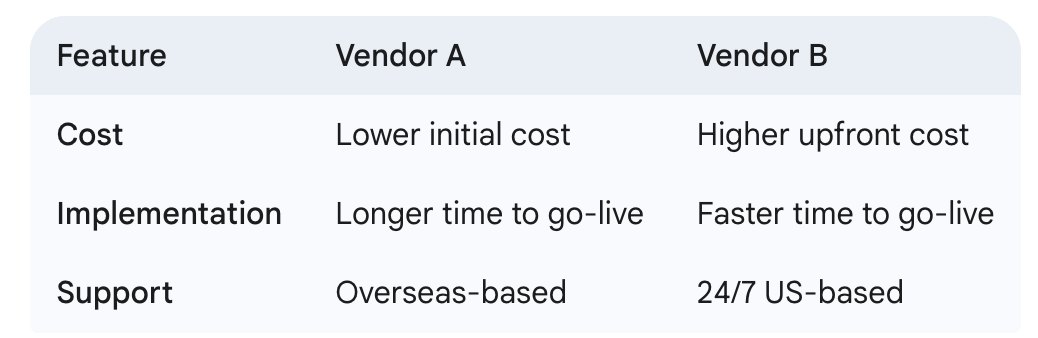 Feature Vendor A Vendor B
Cost Lower initial cost Higher upfront cost
Implementation Longer time to go-live Faster time to go-live
Support Overseas-based 24/7 US-based